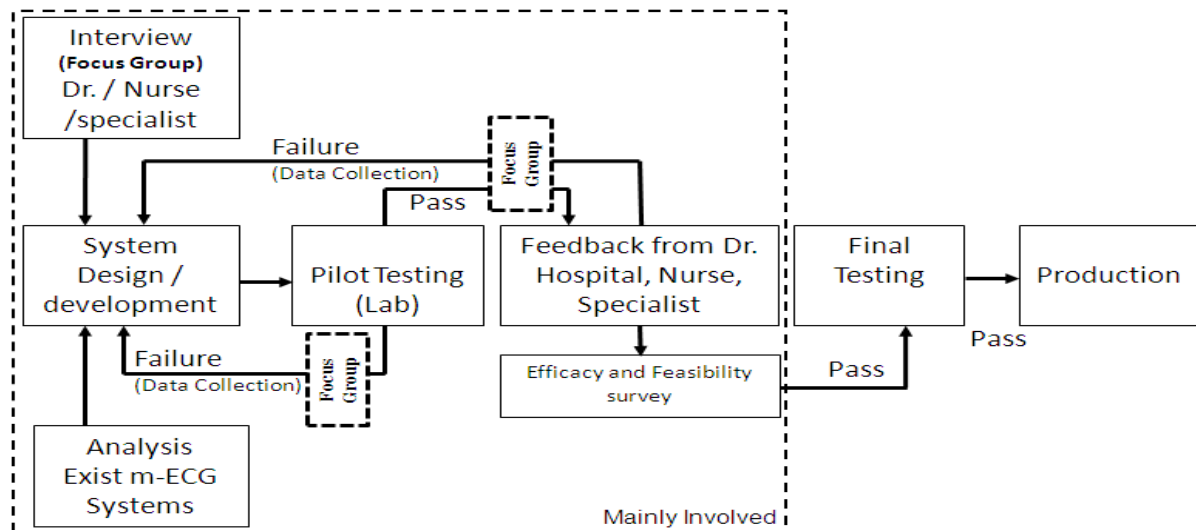 Interview
(Focus Group)
Dr. / Nurse
/specialist
Failure
(Data Collection)
Focus
Group
Pass
System
Design /
development
Pilot Testing
(Lab)
Feedback from Dr.
Hospital, Nurse,
Specialist
Final
Testing
Production
Pass
Failure
(Data Collection)
Focus
Group
Efficacy and Feasibility
survey
Pass
Analysis
Exist m-ECG
Systems
Mainly Involved